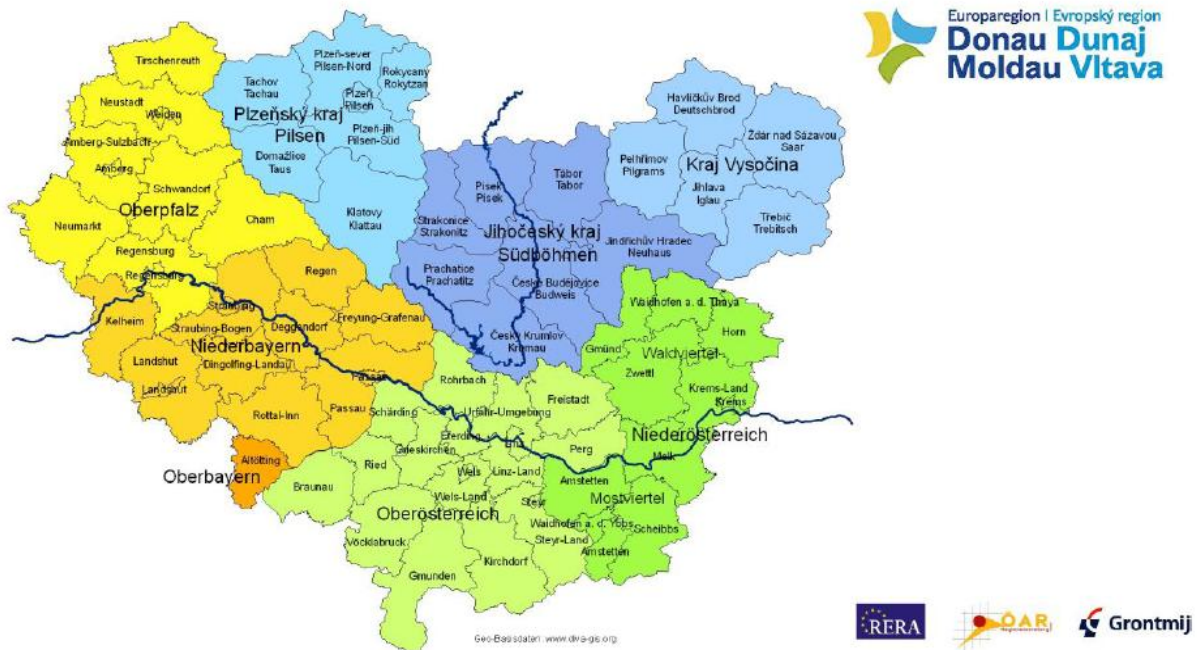 Europaregion | Evropský region
Donau Dunaj
Moldau Vltava
Tirschenreuth
Neustadt
Weiden
Amberg-Sulzbach
Amberg
Schwandorf
Oberpfalz
Neumarkt
Cham
Regensburg
Regensburg
Plzeň-sever
Pilsen-Nord
Rokycany
Rokytzan
Tachov
Tachau
Plzeň
Pilsen
Plzeňský kraj
Pilsen
Plzeň-jih
Pilsen-Süd
Domažlice
Taus
Klatovy
Klattau
Havlíčkův Brod
Deutschbrod
Žďár nad Sázavou
Saar
Pelhřimov
Pilgrams
Kraj Vysočina
Jihlava
Iglau
Třebíč
Trebitsch
Písek
Pisek
Tábor
Tabor
Strakonice
Strakonitz
Jihočeský kraj
Südböhmen
Jindřichův Hradec
Neuhaus
Prachatice
Prachatitz
České Budějovice
Budweis
Český Krumlov
Krumau
Kelheim
Straubing
Straubing-Bogen
Regen
Deggendorf
Freyung-Grafenau
Niederbayern
Landshut
Dingolfing-Landau
Landshut
Rottal-Inn
Passau
Passau
Altötting
Oberbayern
Waidhofen a. d. Thaya
Horn
Gmünd
Waldviertel
Zwettl
Krems-Land
Krems
Niederösterreich
Melk
Amstetten
Mostviertel
Waidhofen a. d. Ybbs
Scheibbs
Amstetten
Rohrbach
Freistadt
Schärding
Urfahr-Umgebung
Eferding
Linz
Grieskirchen
Perg
Ried
Wels
Linz-Land
Braunau
Wels-Land
Steyr
Oberösterreich
Steyr-Land
Vöcklabruck
Kirchdorf
Gmunden
Geo-Basisdaten: www.diva-gis.org
RERA
ÖAR
Grontmij